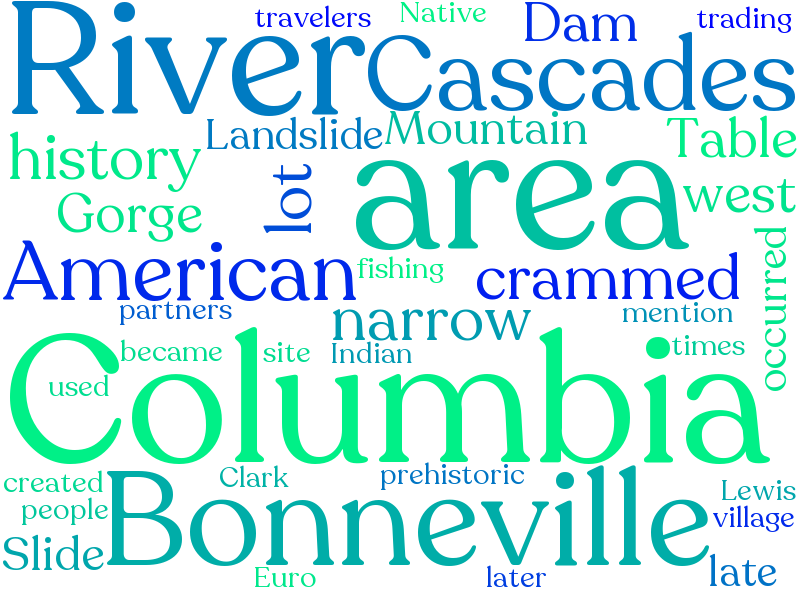 travelers Native Dam trading
River Cascades
Landslide Mountain Table
history area
lot west
Gorge
American fishing crammed occurred
partners narrow mention
became site Indian times
used Columbia
created Clark prehistoric Lewis
people Bonneville village
Slide
Euro later late